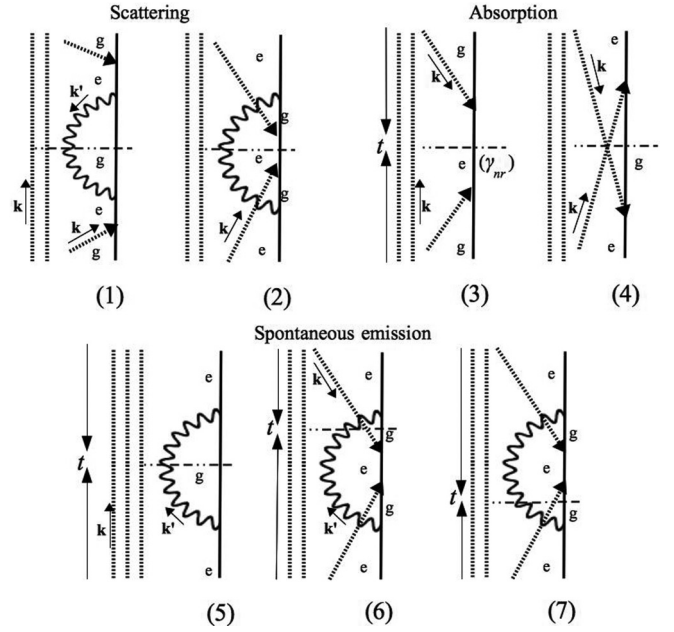 Scattering
Absorption
g
e
k'
g
e
k
k
g
(1)
e
g
e
g
k
e
(2)
g
k
t
e (γnr)
k
g
(3)
e
k
g
k
e
(4)
Spontaneous emission
e
t
g
k
k'
e
(5)
e
k
t
g
e
k'
g
e
(6)
e
g
e
t
g
e
(7)